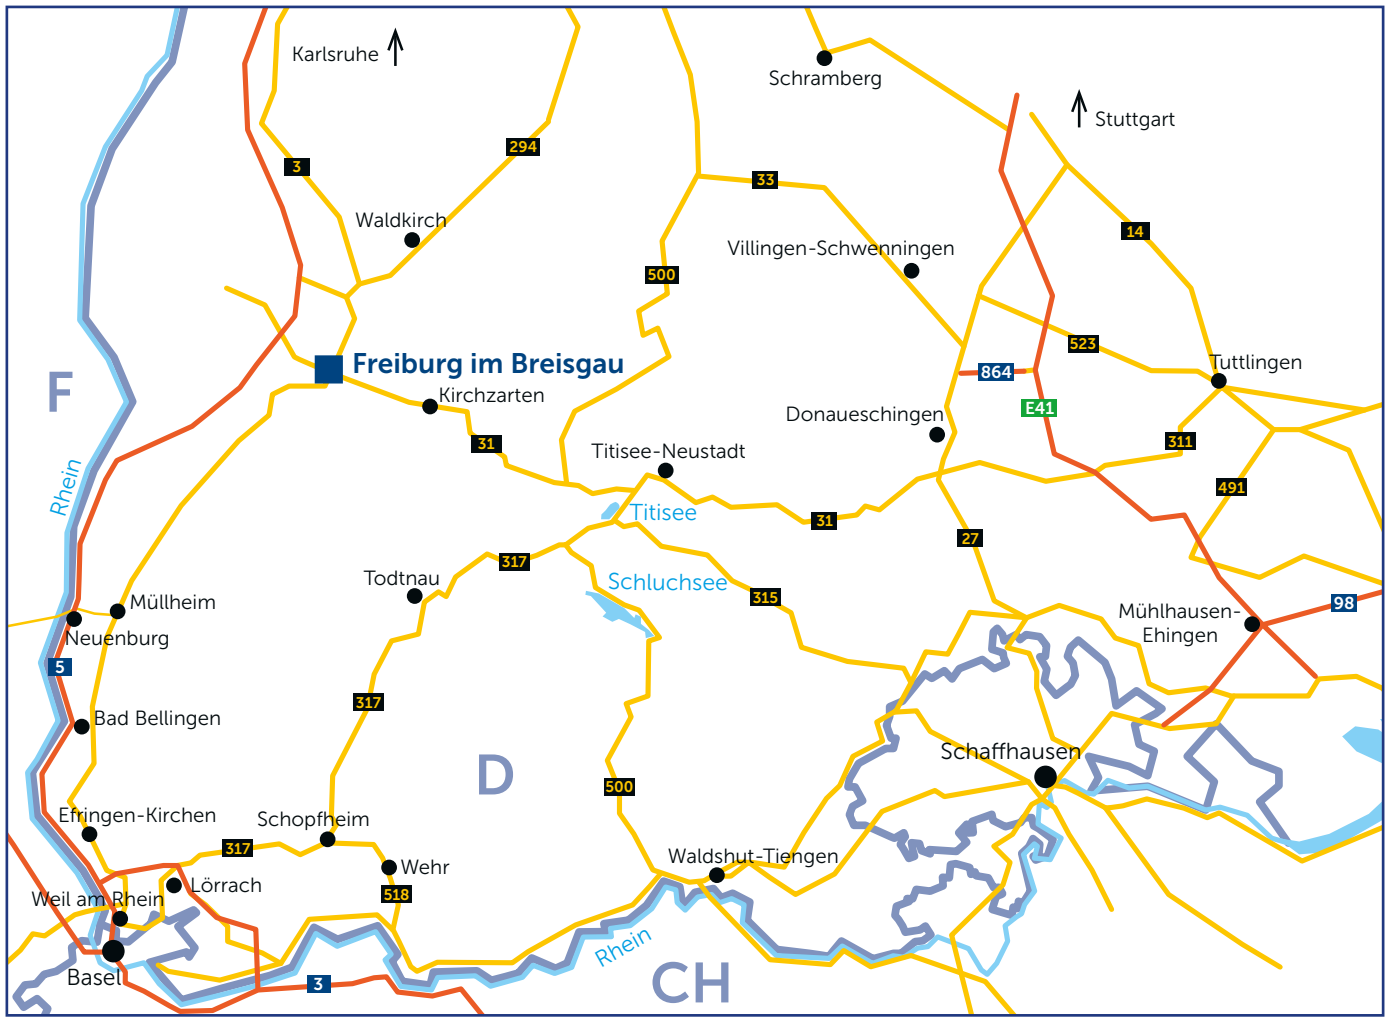 Karlsruhe
Schramberg
Stuttgart
294
3
33
Waldkirch
14
Villingen-Schwenningen
500
523
Freiburg im Breisgau
Tuttlingen
864
F
Kirchzarten
E41
Donaueschingen
31
311
Titisee-Neustadt
Rhein
491
Titisee
31
27
317
Todtnau
Schluchsee
315
Müllheim
98
Mühlhausen-
Ehingen
Neuenburg
5
317
Bad Bellingen
Schaffhausen
D
500
Efringen-Kirchen
Schopfheim
317
Waldshut-Tiengen
Wehr
Lörrach
518
Weil am Rhein
Rhein
Basel
3
CH